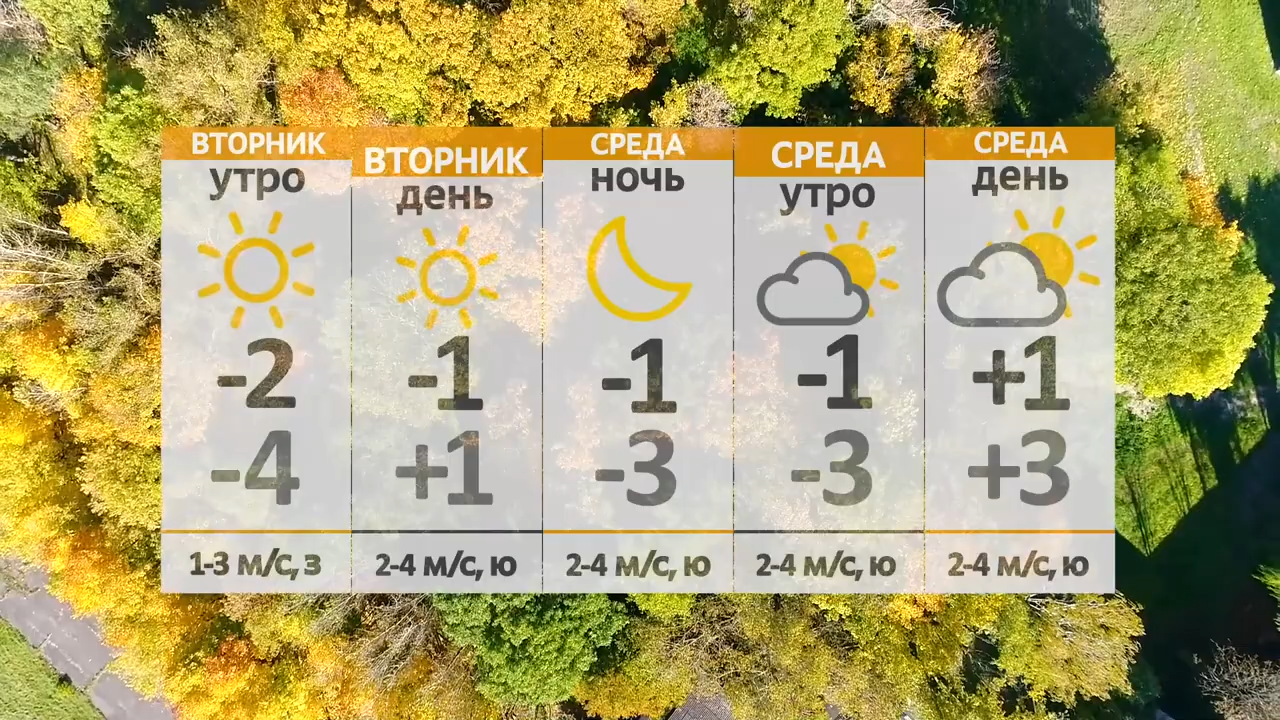 ВТОРНИК
утро
-2
-4
1-3 м/с, з
ВТОРНИК
день
-1
+1
2-4 м/с, ю
СРЕДА
ночь
-1
-3
2-4 м/с, ю
СРЕДА
утро
-1
-3
2-4 м/с, ю
СРЕДА
день
+1
+3
2-4 м/с, ю